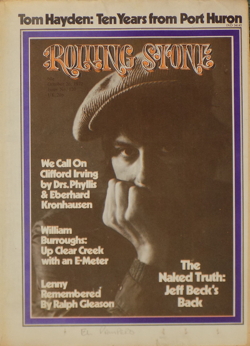 Tom Hayden: Ten Years from Port Huron
ROLLING STONE
We Call On
Clifford Irving
by Drs. Phyllis
& Eberhard
Kronhausen
William
Burroughs:
Up Clear Creek
with an E-Meter
Lenny
Remembered
By Ralph Gleason
The
Naked Truth:
Jeff Beck's
Back